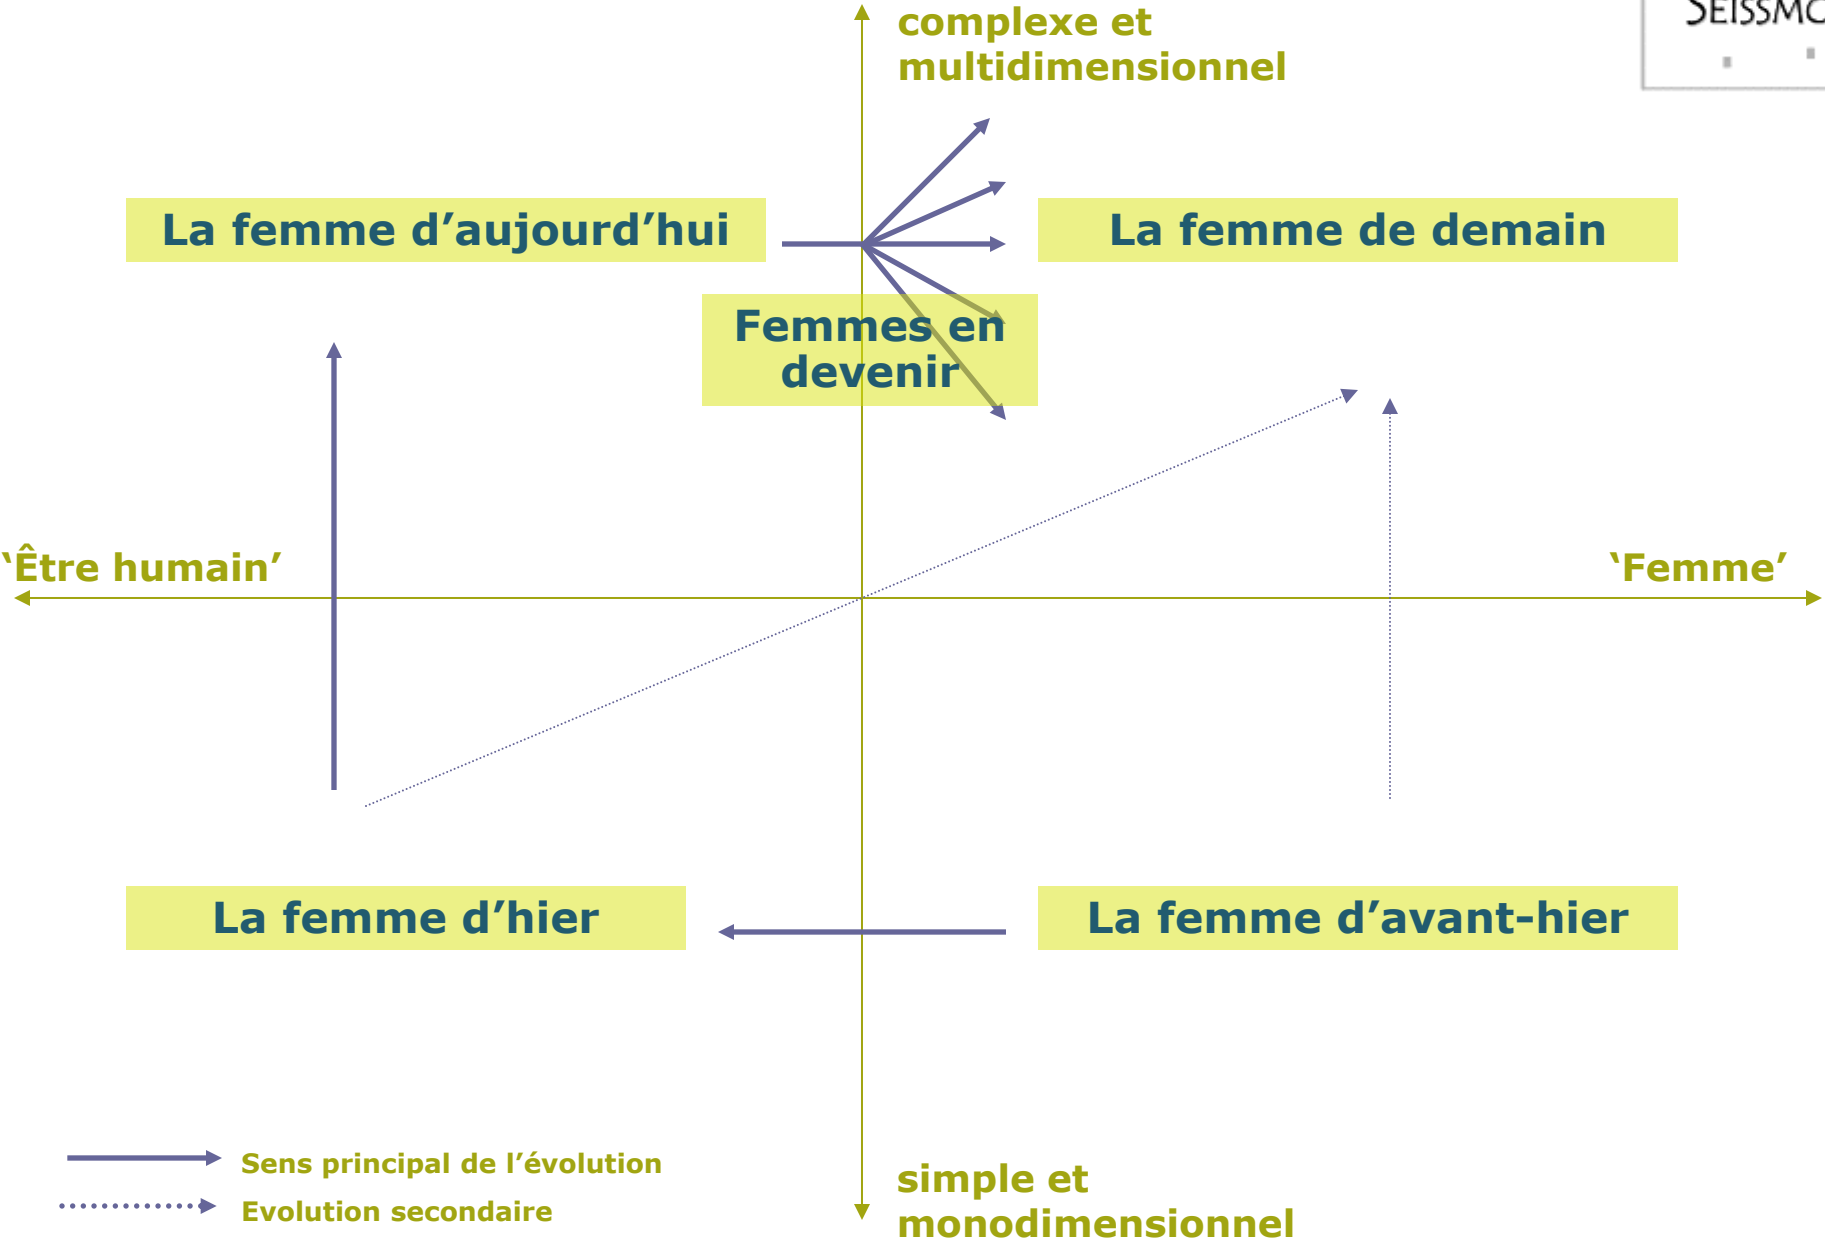 complexe et
multidimensionnel
La femme d’aujourd’hui
La femme de demain
Femmes en
devenir
‘Être humain’
‘Femme’
La femme d’hier
La femme d’avant-hier
Sens principal de l’évolution
Evolution secondaire
simple et
monodimensionnel